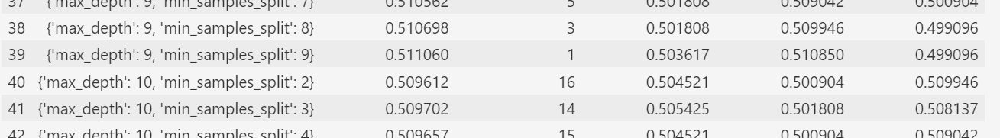 37 {'max_depth': 9, 'min_samples_split': 7} 0.510562 5 0.501808 0.509042 0.500904
38 {'max_depth': 9, 'min_samples_split': 8} 0.510698 3 0.501808 0.509946 0.499096
39 {'max_depth': 9, 'min_samples_split': 9} 0.511060 1 0.503617 0.510850 0.499096
40 {'max_depth': 10, 'min_samples_split': 2} 0.509612 16 0.504521 0.500904 0.509946
41 {'max_depth': 10, 'min_samples_split': 3} 0.509702 14 0.505425 0.501808 0.508137
42 {'max_depth': 10, 'min_samples_split': 4} 0.509657 15 0.504521 0.500904 0.509042